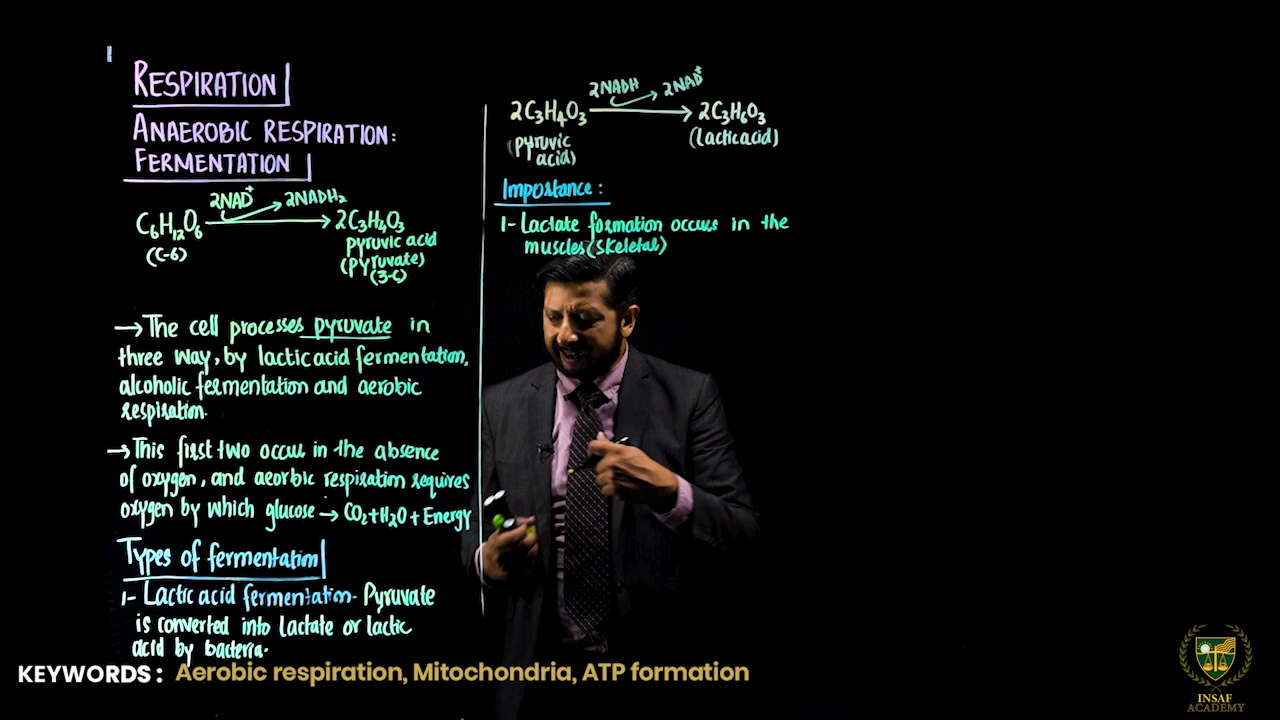 RESPIRATION
ANAEROBIC RESPIRATION:
FERMENTATION
2NAD⁺ 2NADH₂
C₆H₁₂O₆ → 2C₃H₄O₃
(C-6)
pyruvic acid
(pyruvate)
(3-C)
→ The cell processes pyruvate in
three way, by lactic acid fermentation,
alcoholic fermentation and aerobic
respiration.
→ This first two occur in the absence
of oxygen, and aeorbic respiration requires
oxygen by which glucose → CO₂+H₂O+Energy
Types of fermentation
1- Lactic acid fermentation- Pyruvate
is converted into Lactate or lactic
acid by bacteria.
2NADH 2NAD⁺
2C₃H₄O₃ → 2C₃H₆O₃
(pyruvic
acid)
(lactic acid)
Importance:
1- Lactate formation occurs in the
muscles (skeletal)
KEYWORDS: Aerobic respiration, Mitochondria, ATP formation
INSAF
ACADEMY